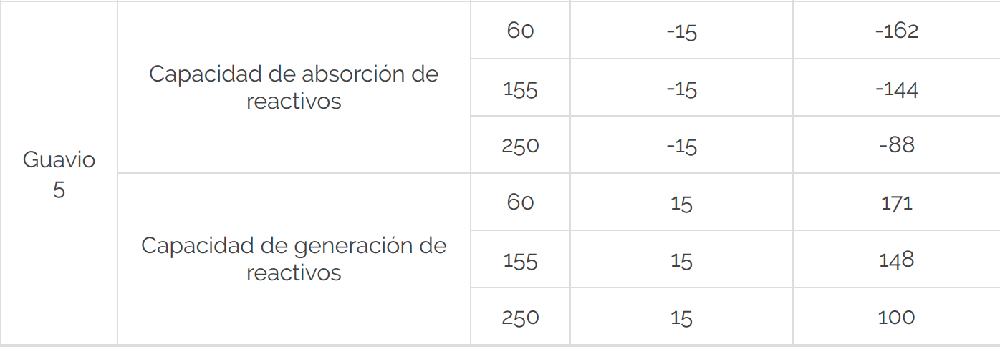 Guavio
5
Capacidad de absorción de
reactivos
60 -15 -162
155 -15 -144
250 -15 -88
Capacidad de generación de
reactivos
60 15 171
155 15 148
250 15 100